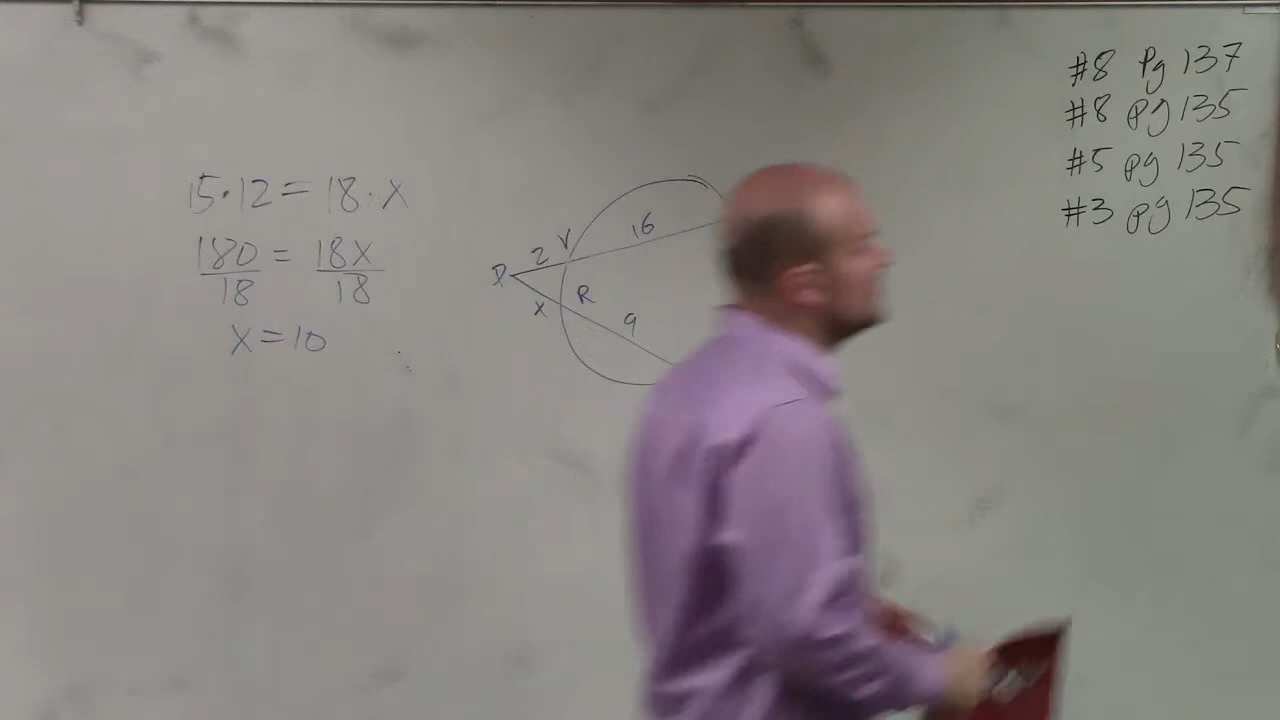 15·12=18·x
180 = 18x
18 18
x=10
16
V
2
P
R
x
9
#8 Pg 137
#8 pg 135
#5 pg 135
#3 pg 135